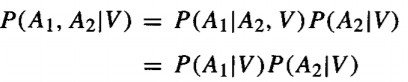 P(A₁, A₂|V) = P(A₁|A₂, V)P(A₂|V)
= P(A₁|V)P(A₂|V)